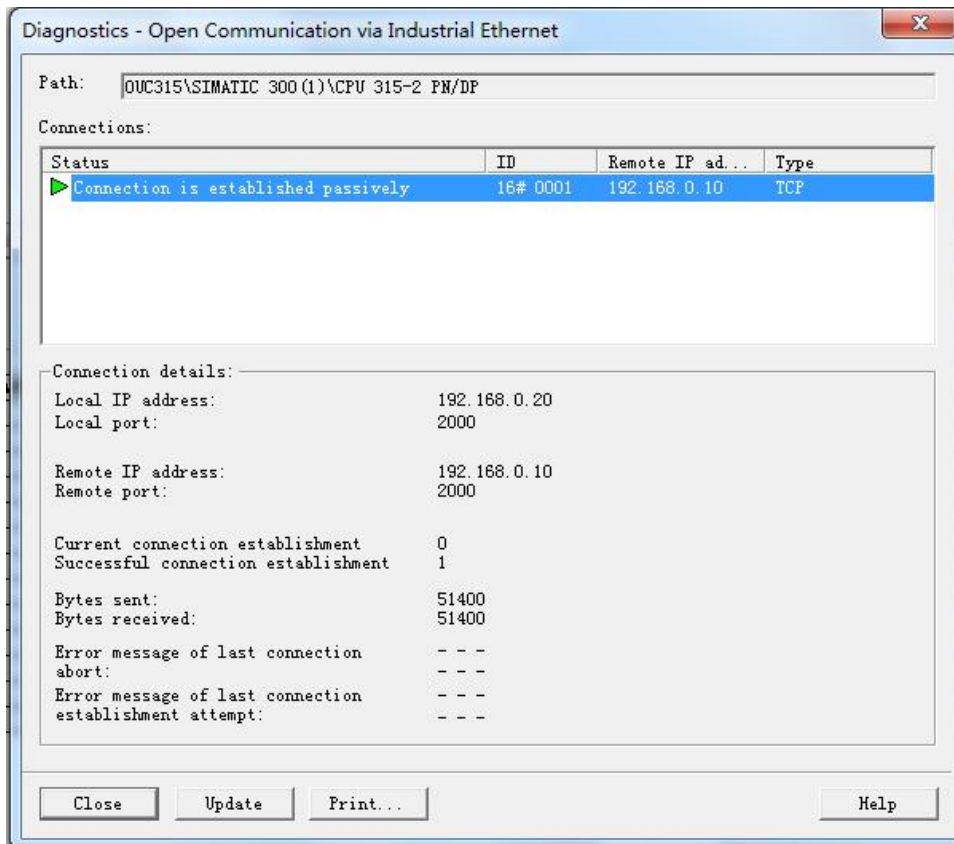 Diagnostics - Open Communication via Industrial Ethernet
Path: OUC315\SIMATIC 300(1)\CPU 315-2 PN/DP
Connections:
Status ID Remote IP ad... Type
Connection is established passively 16# 0001 192.168.0.10 TCP
Connection details:
Local IP address: 192.168.0.20
Local port: 2000
Remote IP address: 192.168.0.10
Remote port: 2000
Current connection establishment 0
Successful connection establishment 1
Bytes sent: 51400
Bytes received: 51400
Error message of last connection - - -
abort: - - -
Error message of last connection - - -
establishment attempt: - - -
Close Update Print... Help